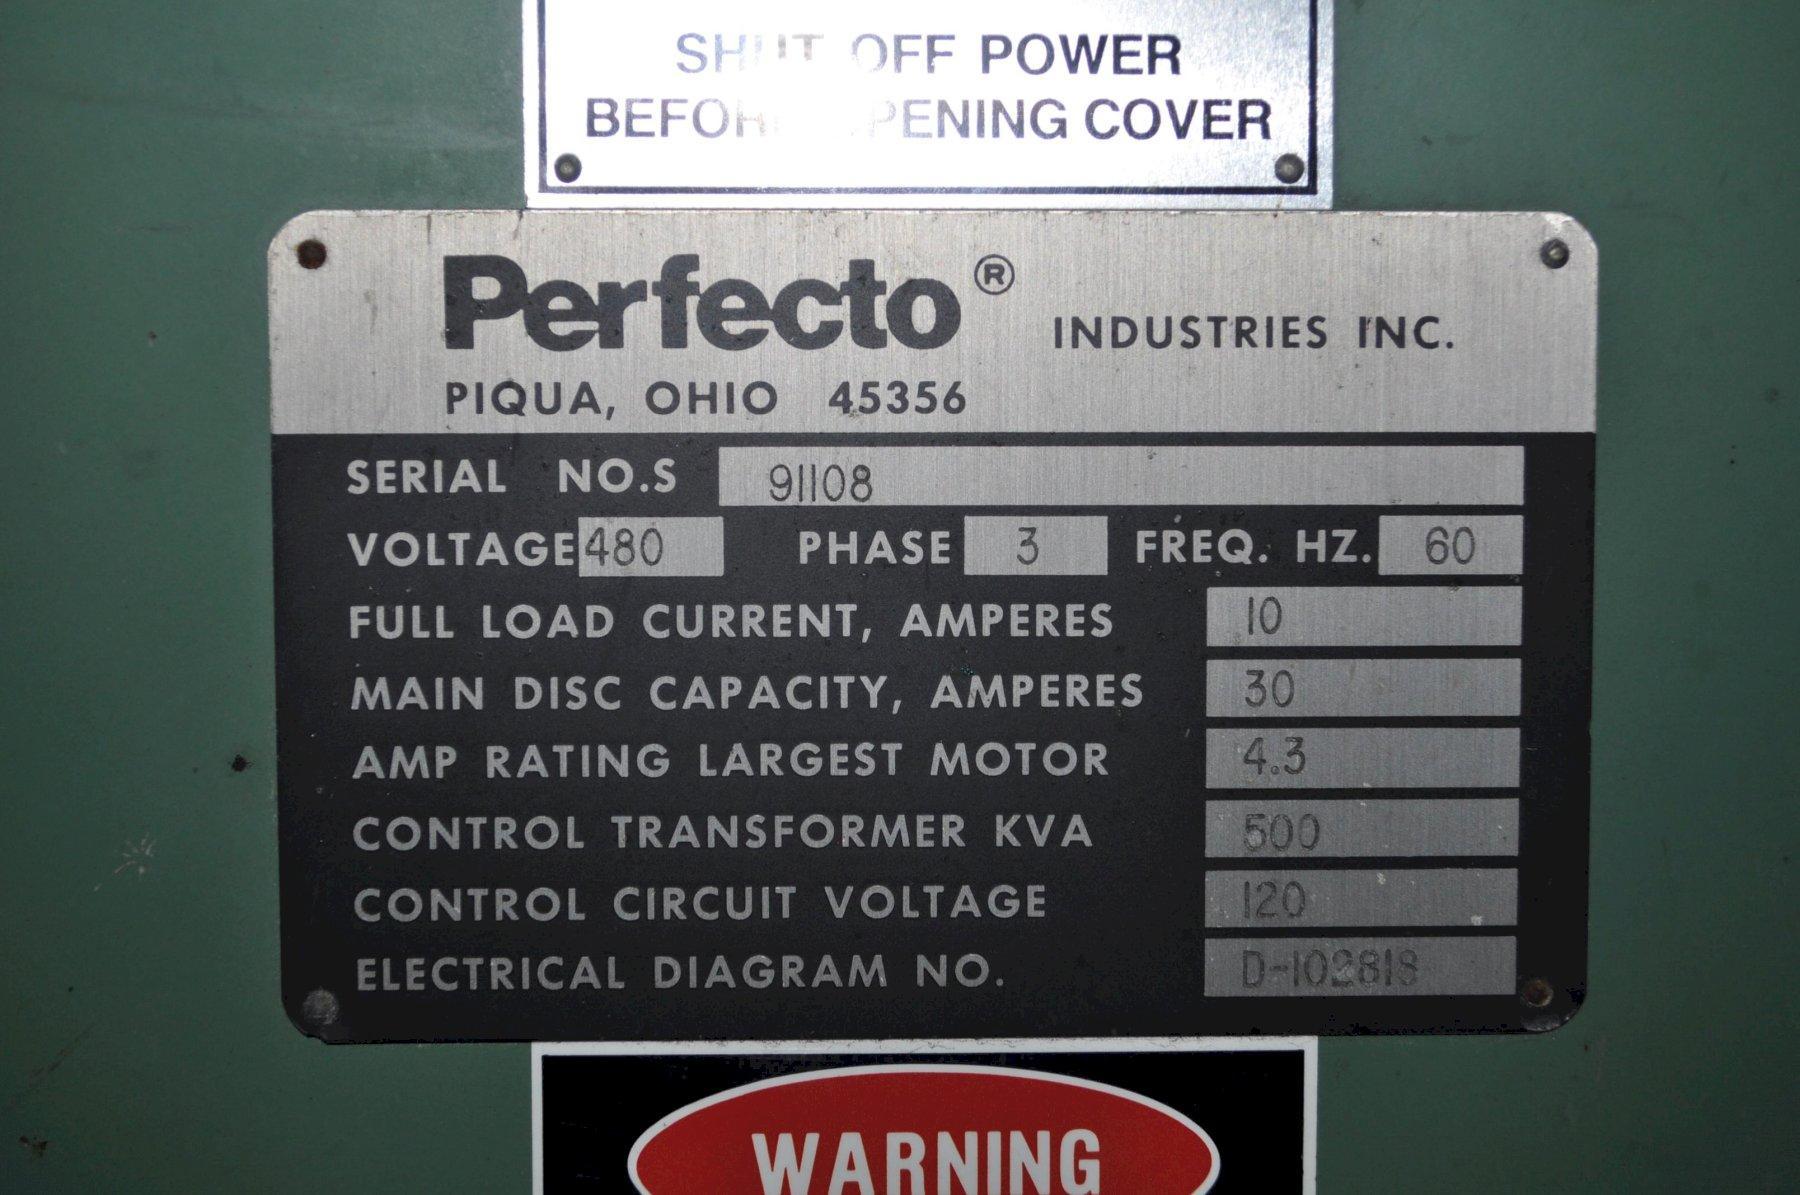 SHUT OFF POWER
BEFORE OPENING COVER
Perfecto® INDUSTRIES INC.
PIQUA, OHIO 45356
SERIAL NO.S 91108
VOLTAGE 480 PHASE 3 FREQ. HZ. 60
FULL LOAD CURRENT, AMPERES 10
MAIN DISC CAPACITY, AMPERES 30
AMP RATING LARGEST MOTOR 4.3
CONTROL TRANSFORMER KVA 500
CONTROL CIRCUIT VOLTAGE 120
ELECTRICAL DIAGRAM NO. D-102818
WARNING